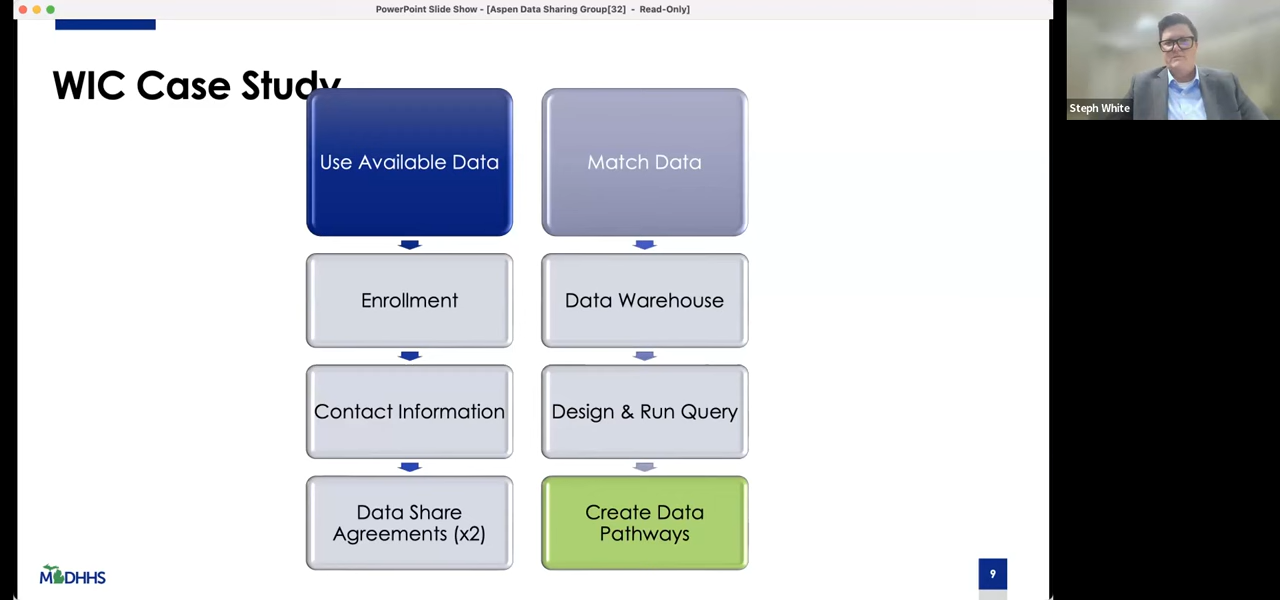 PowerPoint Slide Show - [Aspen Data Sharing Group[32] - Read-Only]
WIC Case Study
Use Available Data
Enrollment
Contact Information
Data Share
Agreements (x2)
Match Data
Data Warehouse
Design & Run Query
Create Data
Pathways
MDHHS
9
Steph White